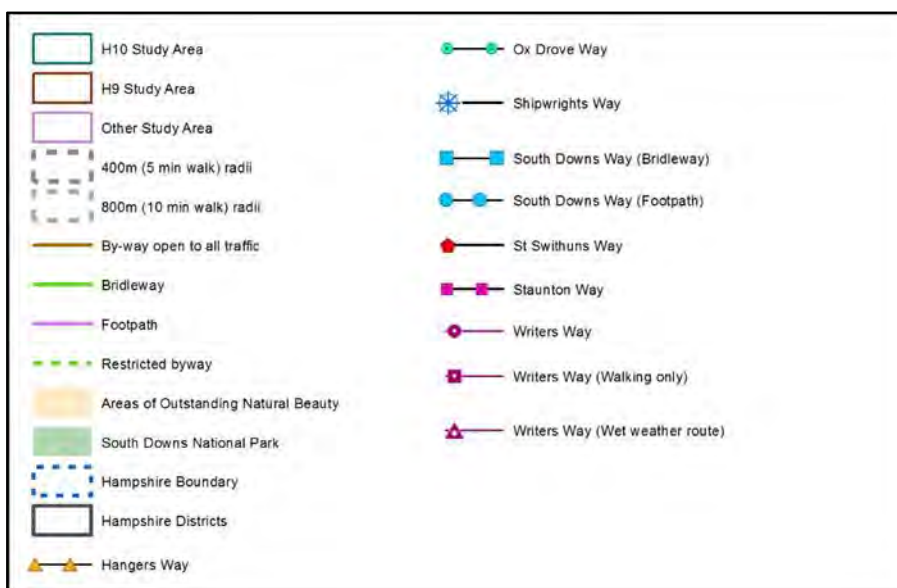 H10 Study Area
H9 Study Area
Other Study Area
400m (5 min walk) radii
800m (10 min walk) radii
By-way open to all traffic
Bridleway
Footpath
Restricted byway
Areas of Outstanding Natural Beauty
South Downs National Park
Hampshire Boundary
Hampshire Districts
Hangers Way
Ox Drove Way
Shipwrights Way
South Downs Way (Bridleway)
South Downs Way (Footpath)
St Swithuns Way
Staunton Way
Writers Way
Writers Way (Walking only)
Writers Way (Wet weather route)